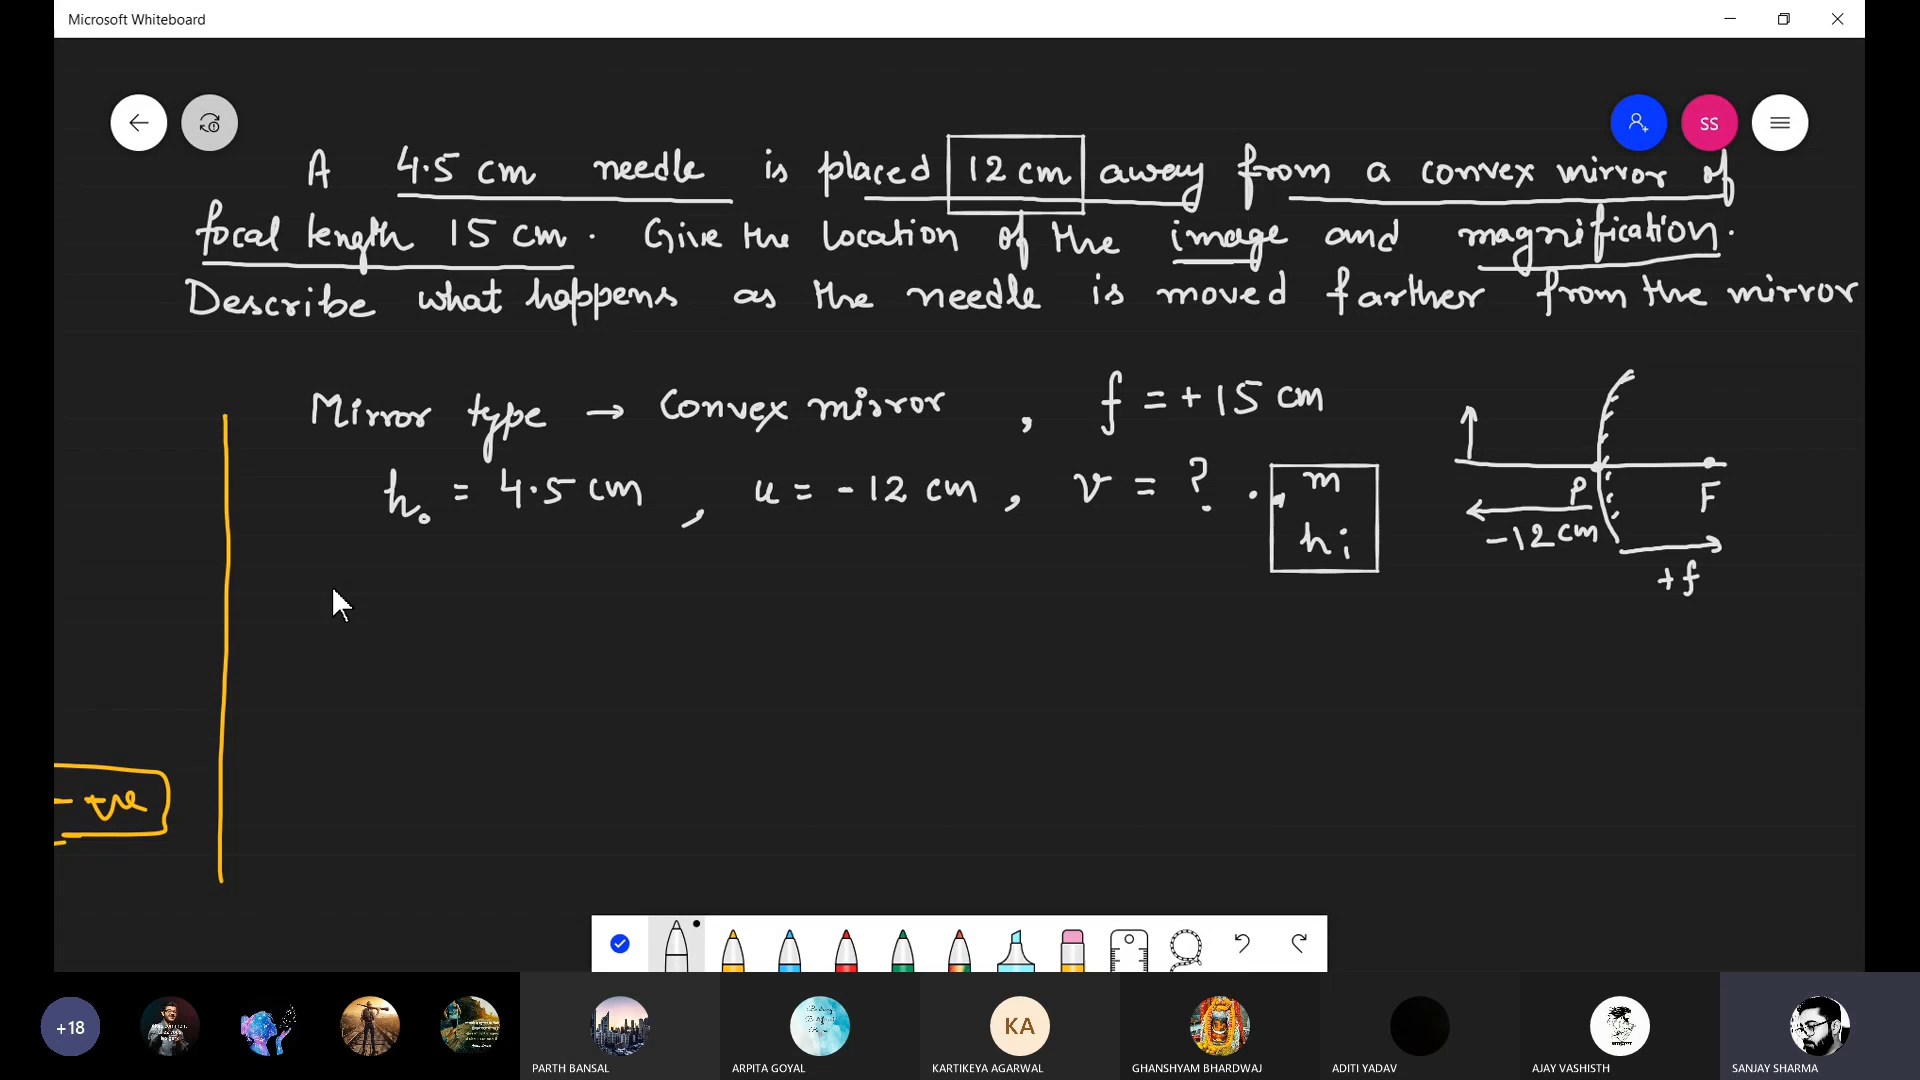 Microsoft Whiteboard
SS
A 4.5 cm needle is placed 12 cm away from a convex mirror of
focal length 15 cm. Give the location of the image and magnification.
Describe what happens as the needle is moved farther from the mirror
Mirror type → Convex mirror , f = +15 cm
h₀ = 4.5 cm , u = -12 cm , v = ? . , m
hi
P
F
-12 cm
+f
-ve
+18
PARTH BANSAL
ARPITA GOYAL
KA
KARTIKEYA AGARWAL
GHANSHYAM BHARDWAJ
ADITI YADAV
AJAY VASHISTH
SANJAY SHARMA